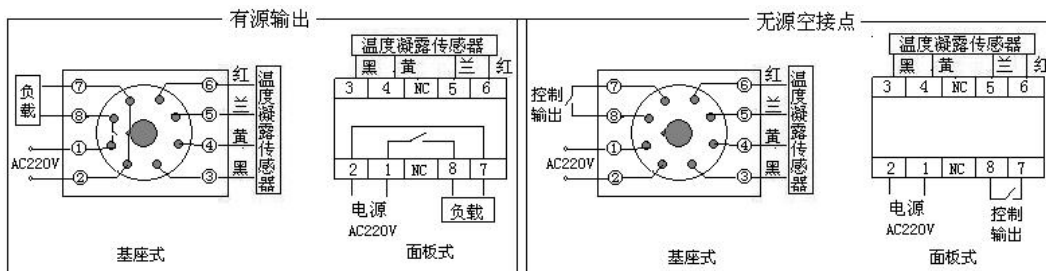 有源输出
负载
AC220V
⑦
⑧
①
②
⑥
⑤
④
③
红
兰
黄
黑
温度凝露传感器
基座式
温度凝露传感器
黑 黄 兰 红
3 4 NC 5 6
2 1 NC 8 7
电源
AC220V
负载
面板式
无源空接点
控制
输出
AC220V
⑦
⑧
①
②
⑥
⑤
④
③
红
兰
黄
黑
温度凝露传感器
基座式
温度凝露传感器
黑 黄 兰 红
3 4 NC 5 6
2 1 NC 8 7
电源
AC220V
控制
输出
面板式